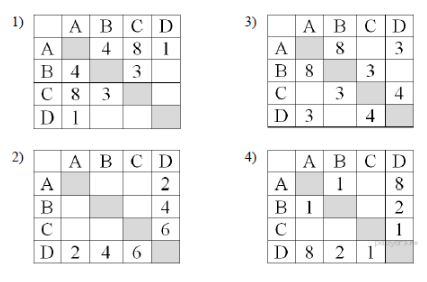 1)
A B C D
A 4 8 1
B 4 3
C 8 3
D 1
3)
A B C D
A 8 3
B 8 3
C 3 4
D 3 4
2)
A B C D
A 2
B 4
C 6
D 2 4 6
4)
A B C D
A 1 8
B 1 2
C 1
D 8 2 1